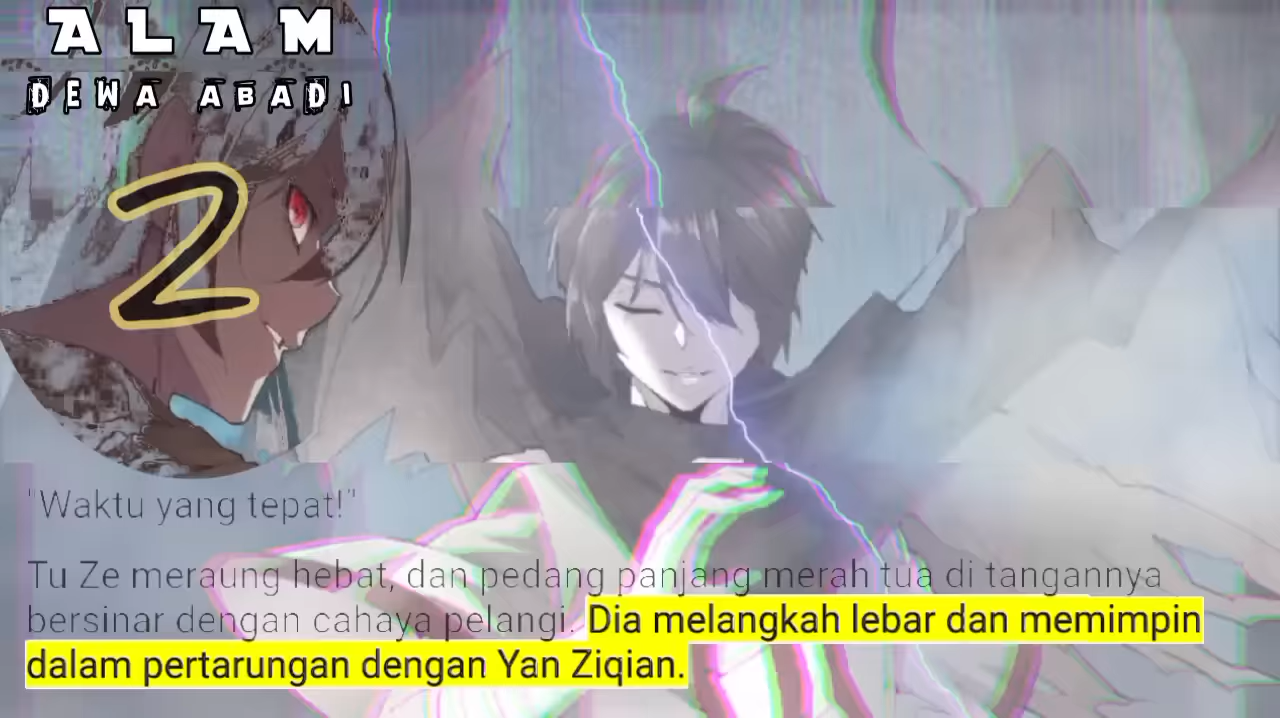 ALAM
DEWA ABADI
2
"Waktu yang tepat!"
Tu Ze meraung hebat, dan pedang panjang merah tua di tangannya
bersinar dengan cahaya pelangi. Dia melangkah lebar dan memimpin
dalam pertarungan dengan Yan Ziqian.